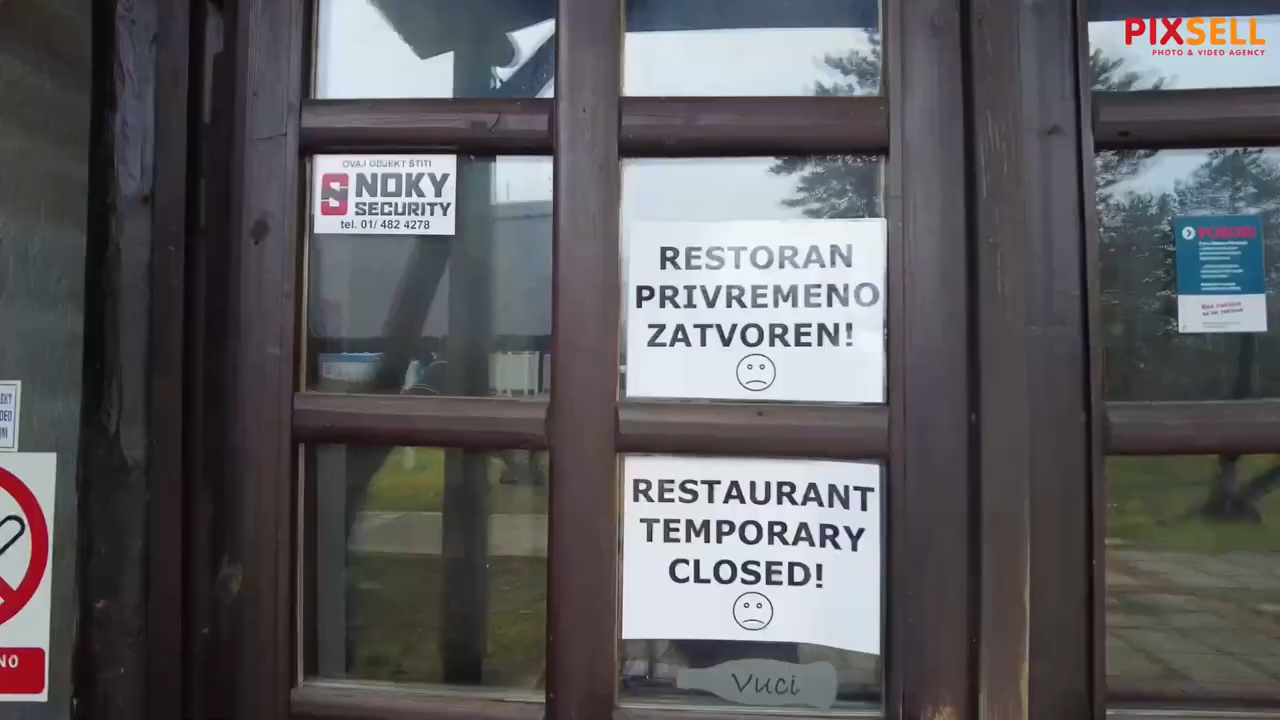 PIXSELL
PHOTO & VIDEO AGENCY
OVAJ OBJEKT ŠTITI
NOKY
SECURITY
tel. 01/ 482 4278
RESTORAN
PRIVREMENO
ZATVOREN!
RESTAURANT
TEMPORARY
CLOSED!
Vuci